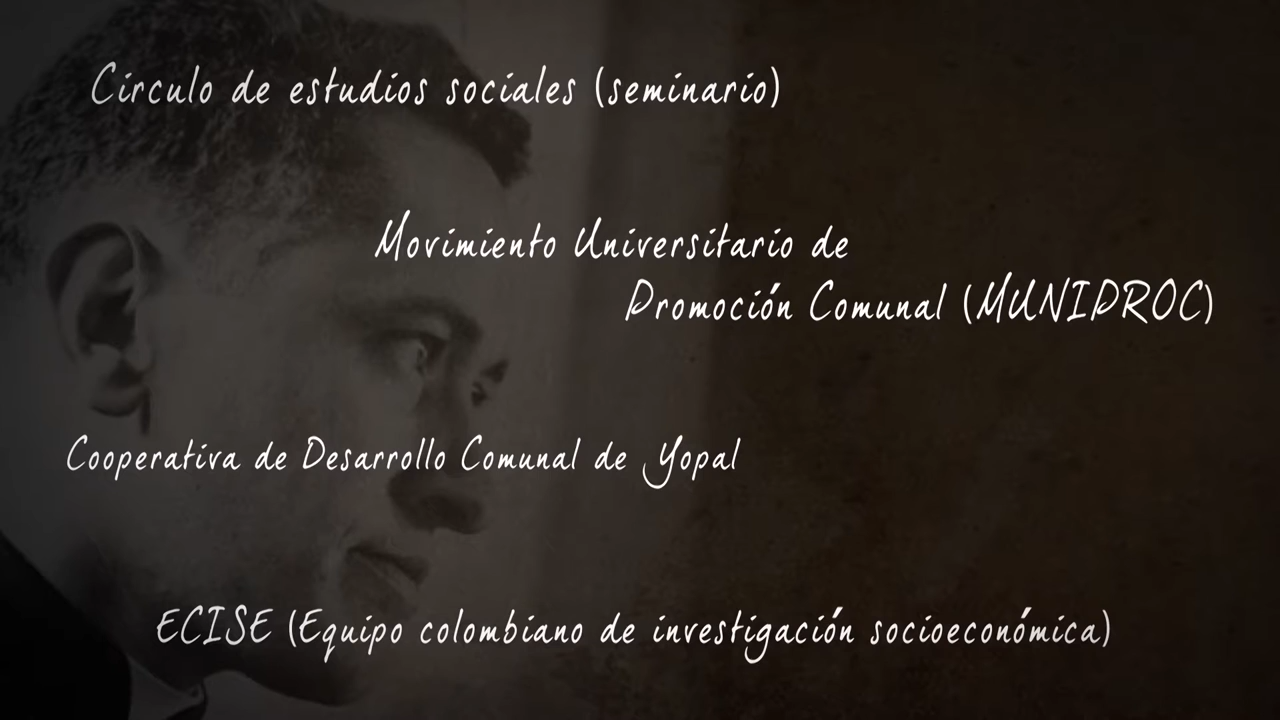 Circulo de estudios sociales (seminario)
Movimiento Universitario de
Promoción Comunal (MUNIPROC)
Cooperativa de Desarrollo Comunal de Yopal
ECISE (Equipo colombiano de investigación socioeconómica)